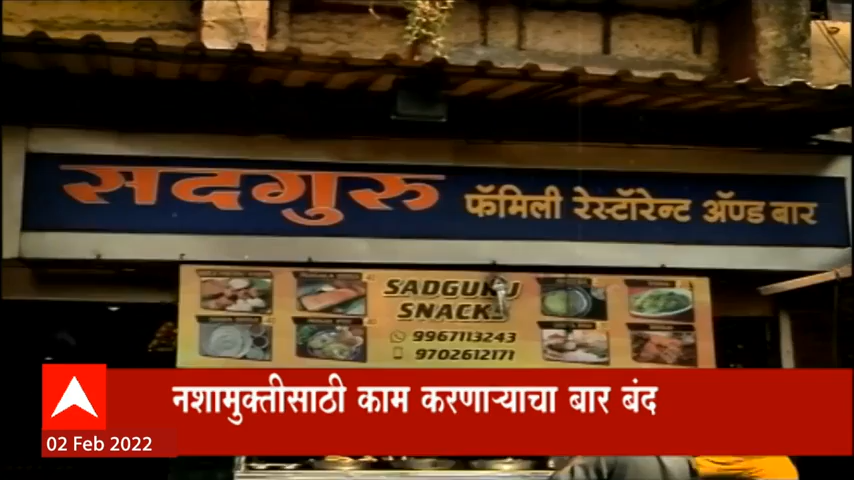 सदगुरु फॅमिली रेस्टॉरेन्ट अ‍ॅण्ड बार
SADGURU
SNACKS
9967113243
9702612171
नशामुक्तीसाठी काम करणाऱ्याचा बार बंद
02 Feb 2022